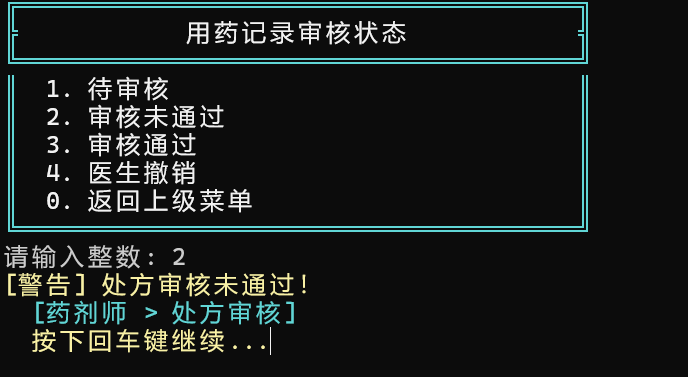 用药记录审核状态
1. 待审核
2. 审核未通过
3. 审核通过
4. 医生撤销
0. 返回上级菜单
请输入整数: 2
[警告] 处方审核未通过!
[药剂师 > 处方审核]
按下回车键继续...